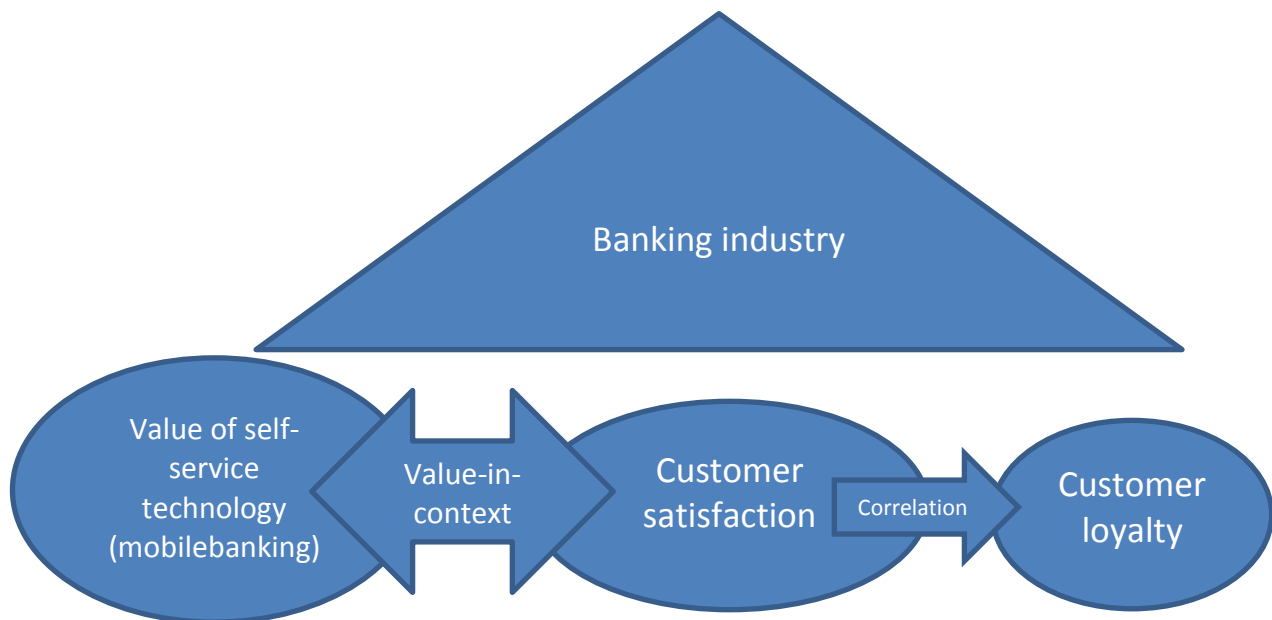 Banking industry
Value of self-
service
technology
(mobilebanking)
Value-in-
context
Customer
satisfaction
Correlation
Customer
loyalty